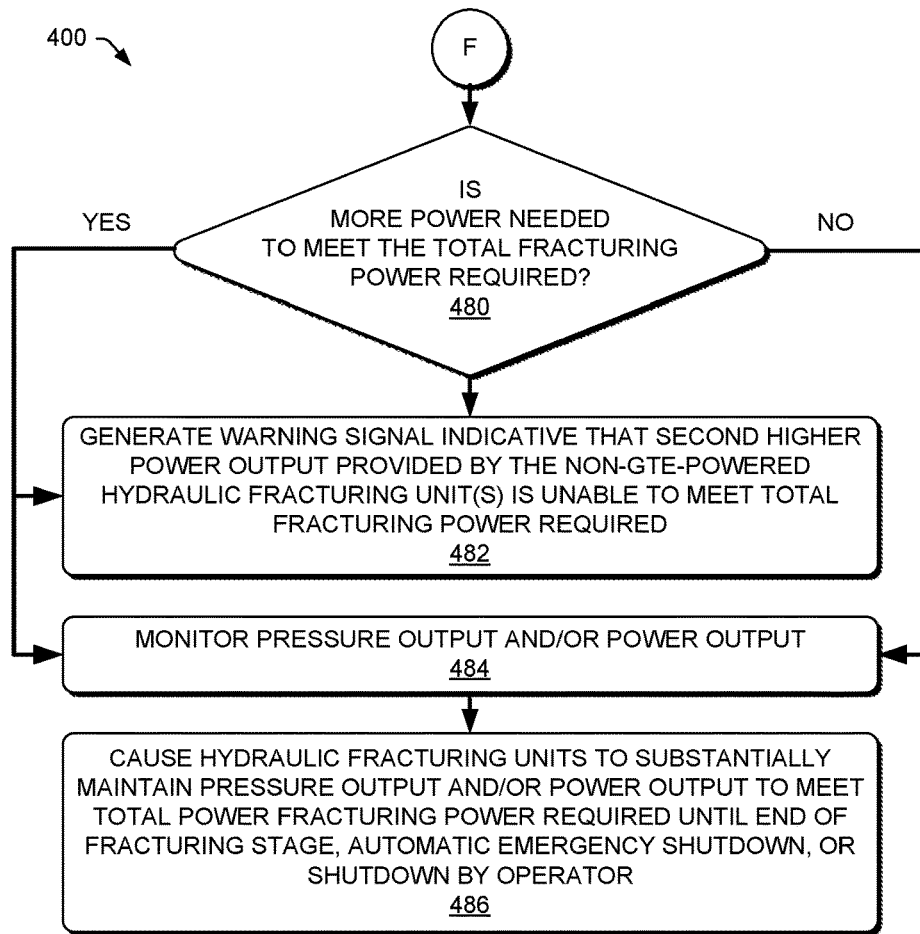 400
F
IS
MORE POWER NEEDED
TO MEET THE TOTAL FRACTURING
POWER REQUIRED?
480
YES
NO
GENERATE WARNING SIGNAL INDICATIVE THAT SECOND HIGHER
POWER OUTPUT PROVIDED BY THE NON-GTE-POWERED
HYDRAULIC FRACTURING UNIT(S) IS UNABLE TO MEET TOTAL
FRACTURING POWER REQUIRED
482
MONITOR PRESSURE OUTPUT AND/OR POWER OUTPUT
484
CAUSE HYDRAULIC FRACTURING UNITS TO SUBSTANTIALLY
MAINTAIN PRESSURE OUTPUT AND/OR POWER OUTPUT TO MEET
TOTAL POWER FRACTURING POWER REQUIRED UNTIL END OF
FRACTURING STAGE, AUTOMATIC EMERGENCY SHUTDOWN, OR
SHUTDOWN BY OPERATOR
486